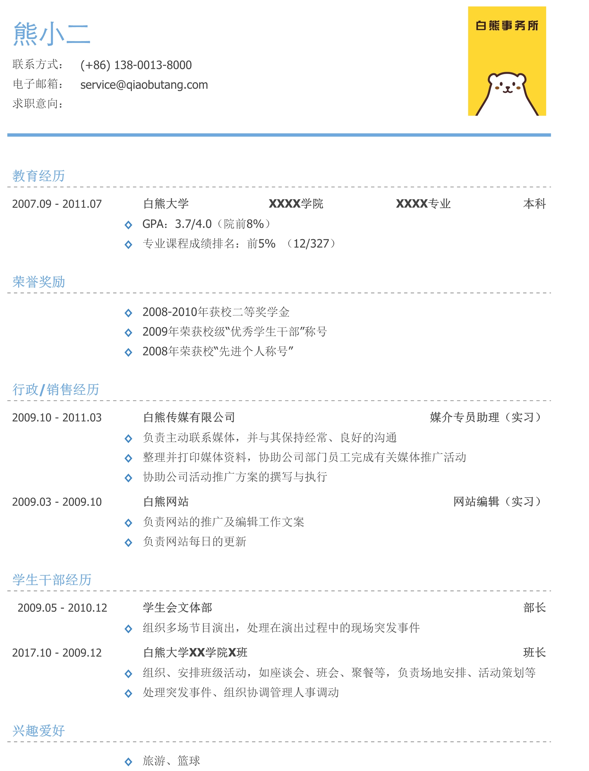 熊小二
白熊事务所
联系方式： (+86) 138-0013-8000
电子邮箱： service@qiaobutang.com
求职意向：
教育经历
2007.09 - 2011.07 白熊大学 XXXX学院 XXXX专业 本科
GPA：3.7/4.0（院前8%）
专业课程成绩排名：前5% （12/327）
荣誉奖励
2008-2010年获校二等奖学金
2009年荣获校级“优秀学生干部”称号
2008年荣获校“先进个人称号”
行政/销售经历
2009.10 - 2011.03 白熊传媒有限公司 媒介专员助理（实习）
负责主动联系媒体，并与其保持经常、良好的沟通
整理并打印媒体资料，协助公司部门员工完成有关媒体推广活动
协助公司活动推广方案的撰写与执行
2009.03 - 2009.10 白熊网站 网站编辑（实习）
负责网站的推广及编辑工作文案
负责网站每日的更新
学生干部经历
2009.05 - 2010.12 学生会文体部 部长
组织多场节目演出，处理在演出过程中的现场突发事件
2017.10 - 2009.12 白熊大学XX学院X班 班长
组织、安排班级活动，如座谈会、班会、聚餐等，负责场地安排、活动策划等
处理突发事件、组织协调管理人事调动
兴趣爱好
旅游、篮球